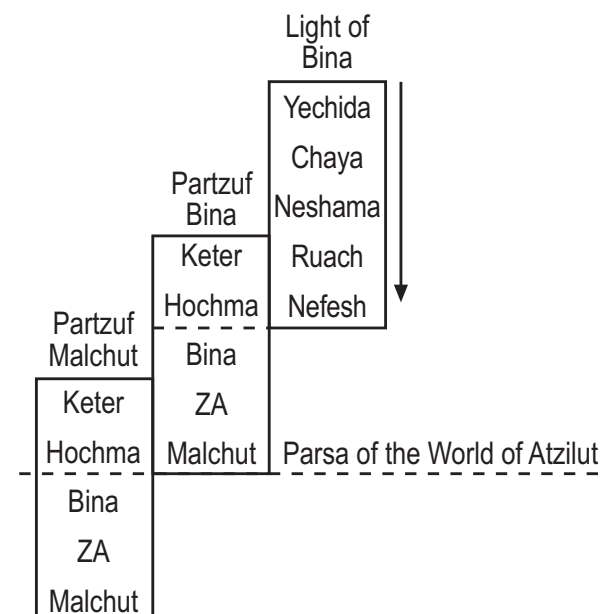 Light of
Bina
Yechida
Chaya
Neshama
Ruach
Nefesh
Partzuf
Bina
Keter
Hochma
Bina
ZA
Malchut
Partzuf
Malchut
Keter
Hochma
Bina
ZA
Malchut
Parsa of the World of Atzilut